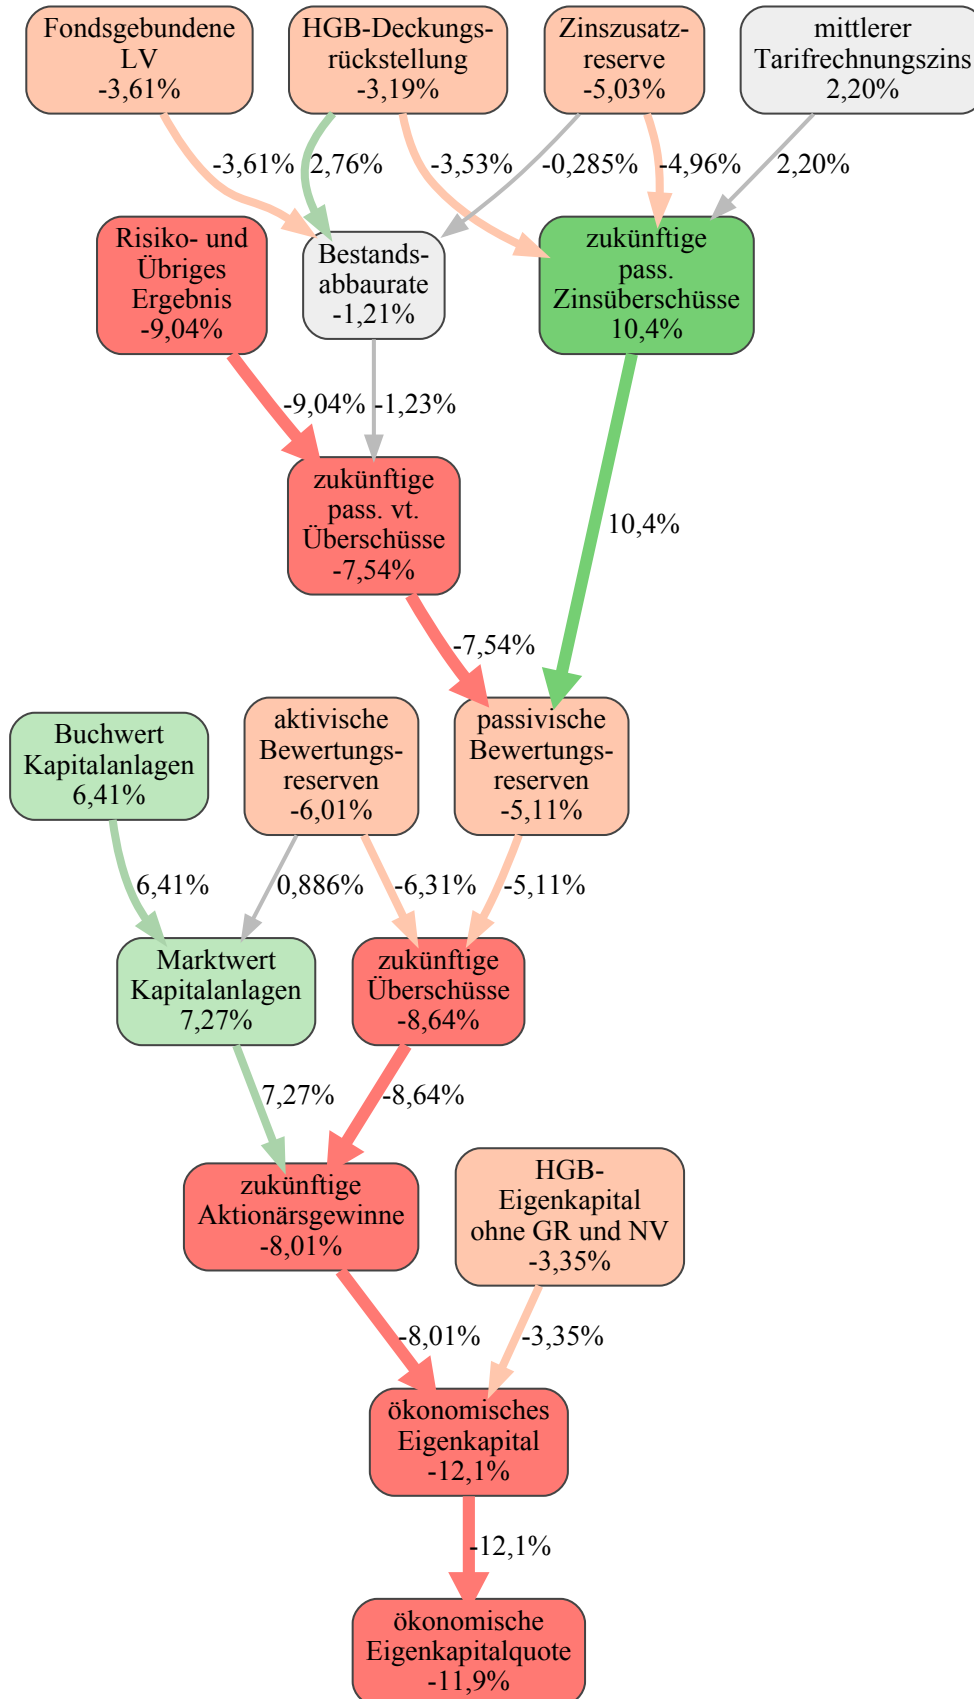 Fondsgebundene
LV
-3,61%
HGB-Deckungs-
rückstellung
-3,19%
Zinszusatz-
reserve
-5,03%
mittlerer
Tarifrechnungszins
2,20%
-3,61%
2,76%
-3,53%
-0,285%
-4,96%
2,20%
Risiko- und
Übriges
Ergebnis
-9,04%
Bestands-
abbaurate
-1,21%
zukünftige
pass.
Zinsüberschüsse
10,4%
-9,04%
-1,23%
zukünftige
pass. vt.
Überschüsse
-7,54%
10,4%
-7,54%
Buchwert
Kapitalanlagen
6,41%
aktivische
Bewertungs-
reserven
-6,01%
passivische
Bewertungs-
reserven
-5,11%
6,41%
0,886%
-6,31%
-5,11%
Marktwert
Kapitalanlagen
7,27%
zukünftige
Überschüsse
-8,64%
7,27%
-8,64%
zukünftige
Aktionärsgewinne
-8,01%
HGB-
Eigenkapital
ohne GR und NV
-3,35%
-8,01%
-3,35%
ökonomisches
Eigenkapital
-12,1%
-12,1%
ökonomische
Eigenkapitalquote
-11,9%